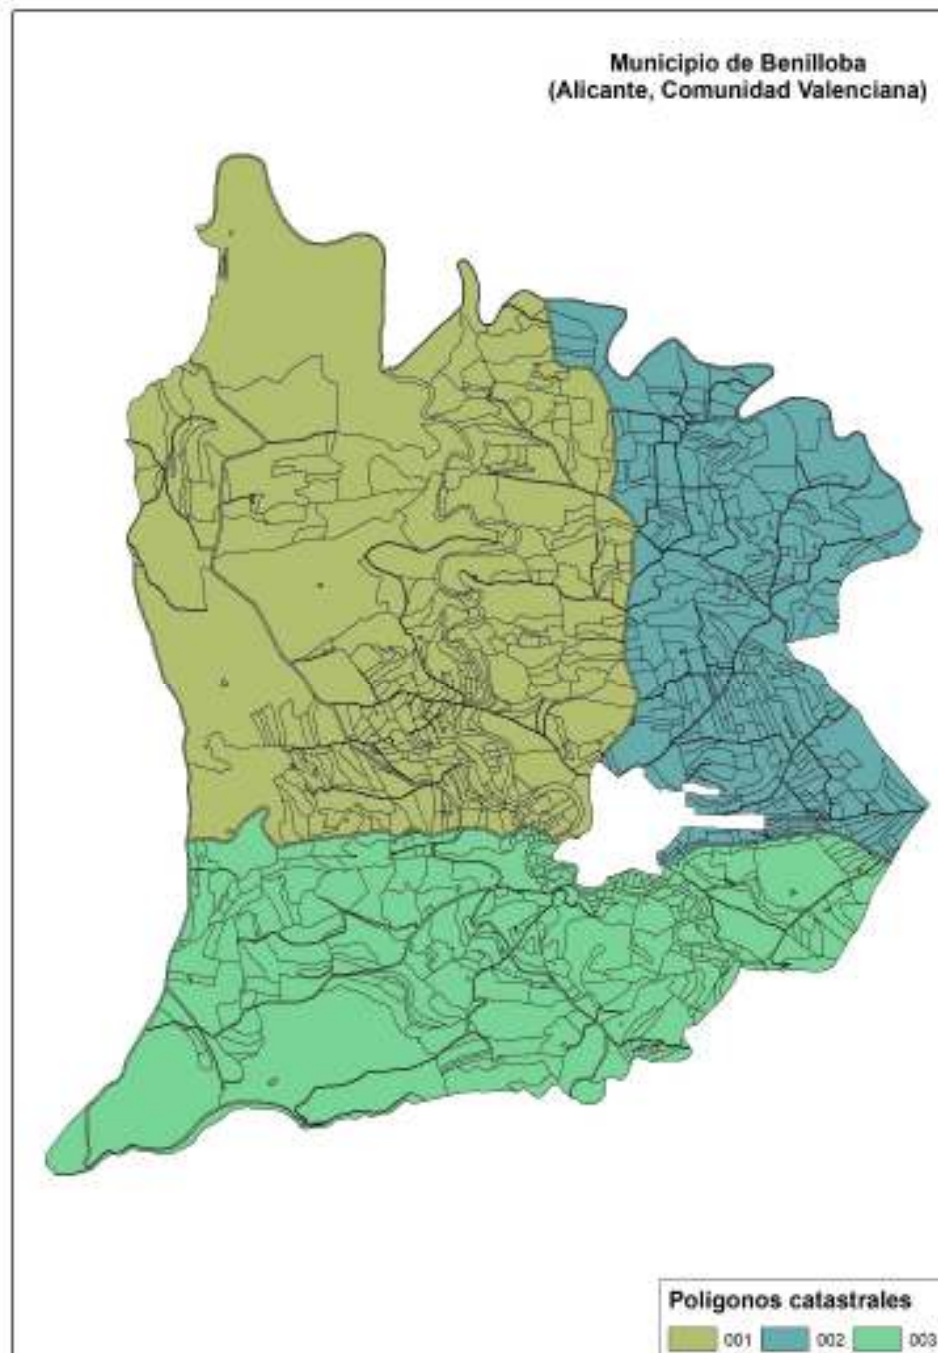 Municipio de Benilloba
(Alicante, Comunidad Valenciana)
Poligonos catastrales
001 002 003